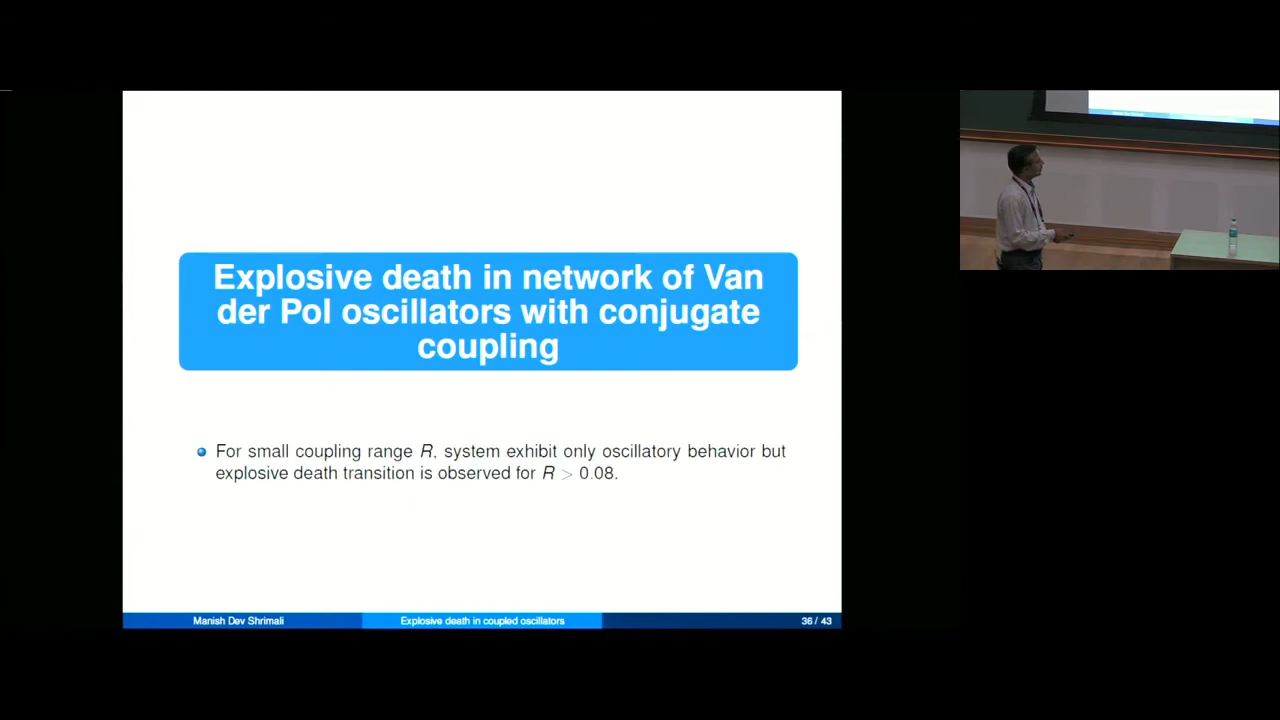 Explosive death in network of Van
der Pol oscillators with conjugate
coupling
For small coupling range R, system exhibit only oscillatory behavior but
explosive death transition is observed for R > 0.08.
Manish Dev Shrimali Explosive death in coupled oscillators 36 / 43